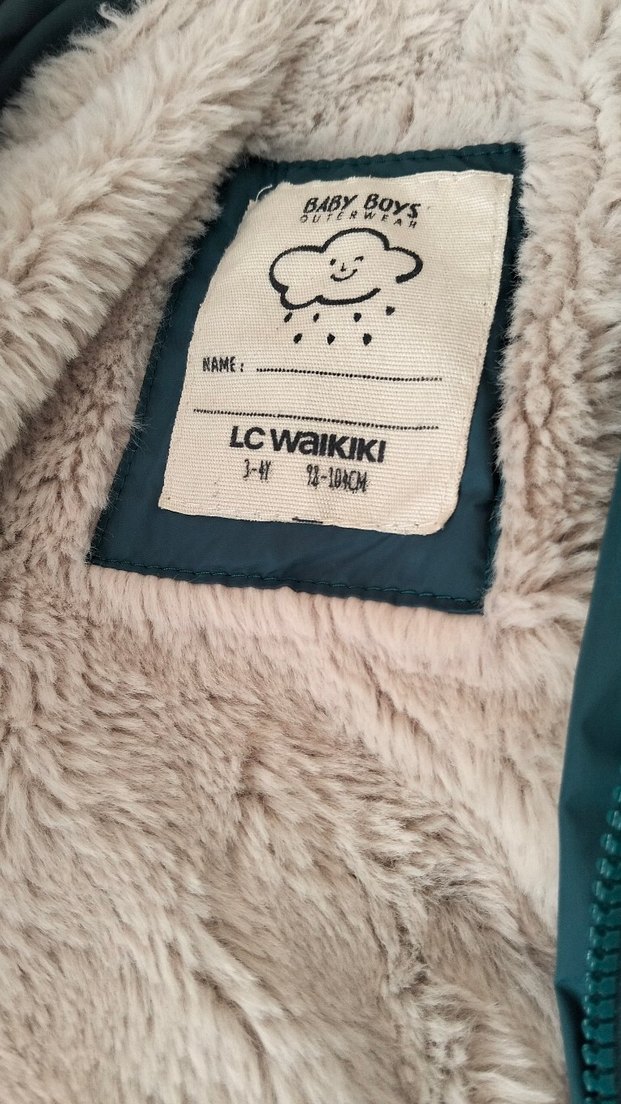 BABY BOYS
OUTERWEAR
NAME:
LC WAIKIKI
3-4Y 98-104CM